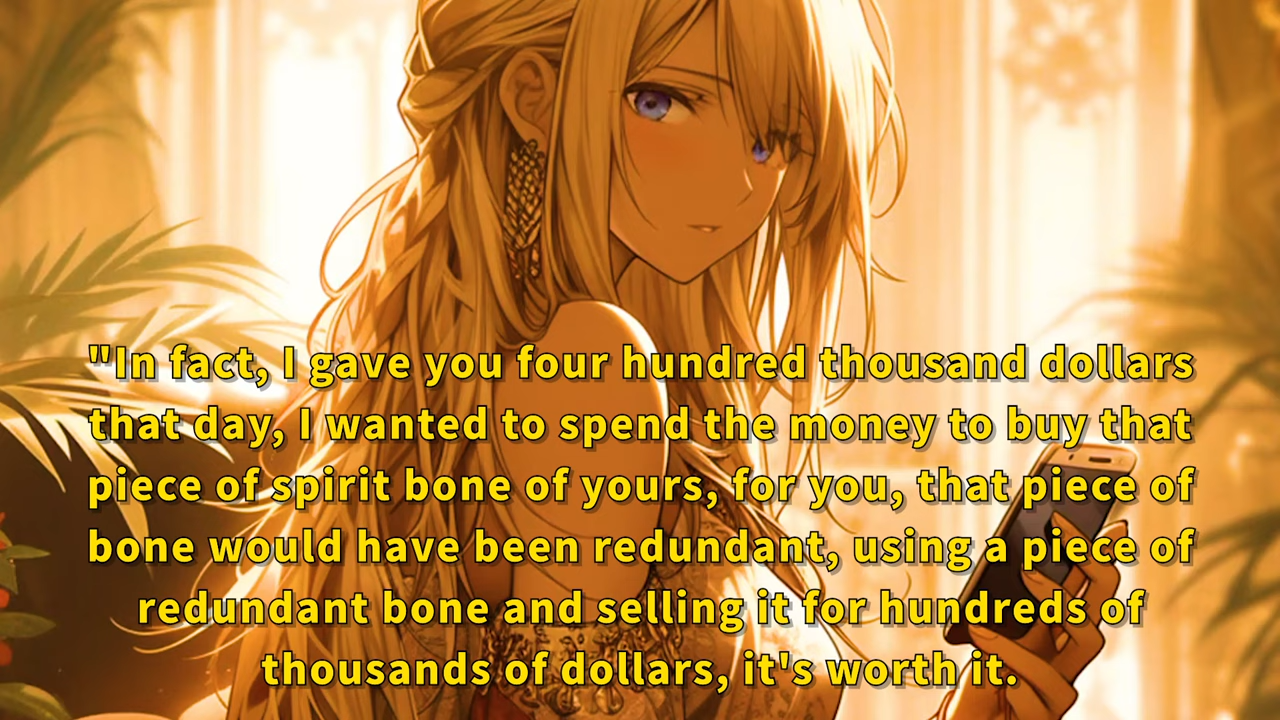 "In fact, I gave you four hundred thousand dollars
that day, I wanted to spend the money to buy that
piece of spirit bone of yours, for you, that piece of
bone would have been redundant, using a piece of
redundant bone and selling it for hundreds of
thousands of dollars, it's worth it.